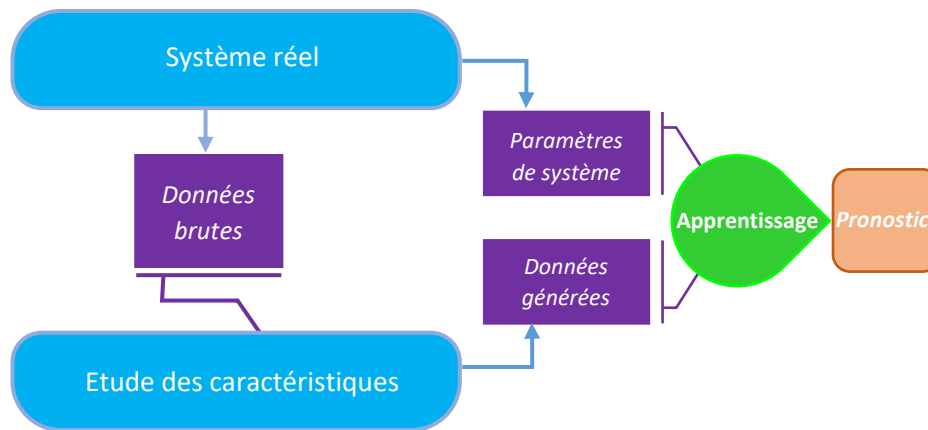 Système réel
Paramètres
de système
Données
brutes
Apprentissage
Pronostic
Données
générées
Etude des caractéristiques